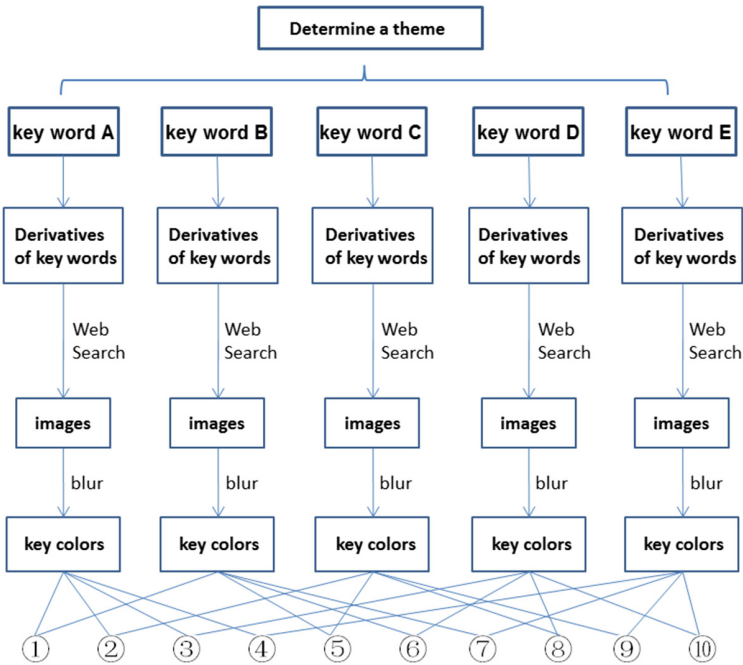 Determine a theme
key word A
key word B
key word C
key word D
key word E
Derivatives
of key words
Derivatives
of key words
Derivatives
of key words
Derivatives
of key words
Derivatives
of key words
Web
Search
Web
Search
Web
Search
Web
Search
Web
Search
images
images
images
images
images
blur
blur
blur
blur
blur
key colors
key colors
key colors
key colors
key colors
① ② ③ ④ ⑤ ⑥ ⑦ ⑧ ⑨ ⑩